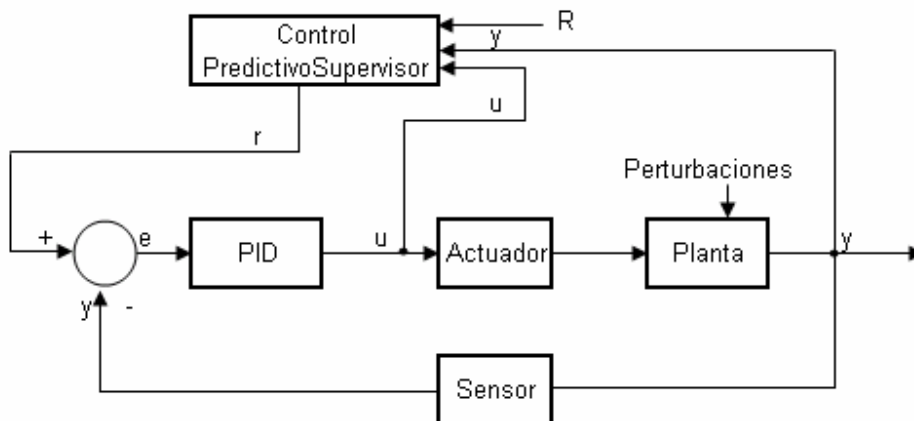 Control
PredictivoSupervisor
R
y
u
r
Perturbaciones
+
e
PID
u
Actuador
Planta
y
y
-
Sensor